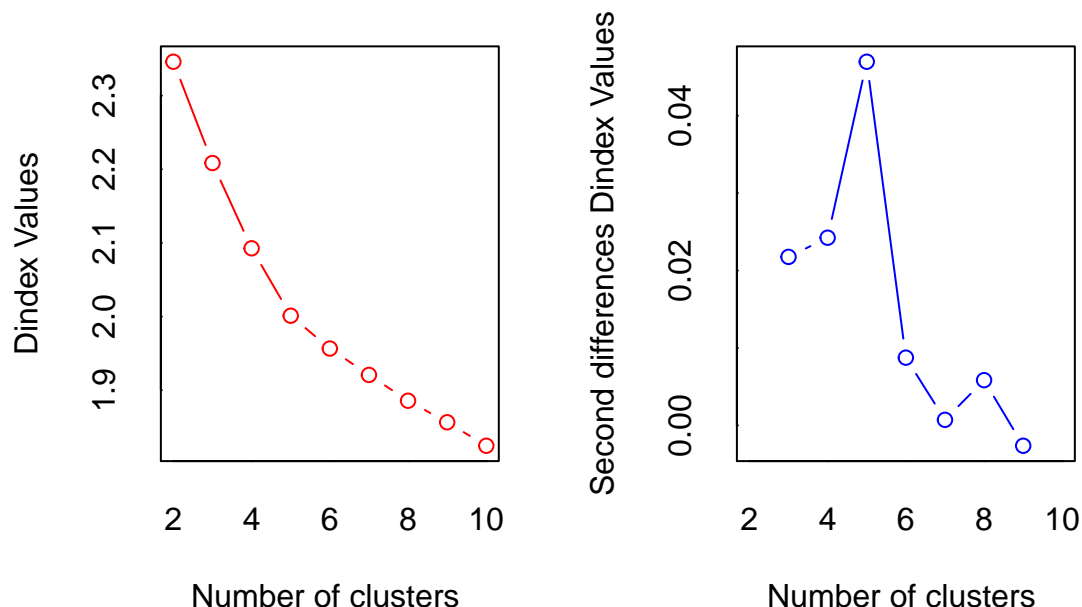 Dindex Values
2.3
2.2
2.1
2.0
1.9
2 4 6 8 10
Number of clusters
Second differences Dindex Values
0.04
0.02
0.00
2 4 6 8 10
Number of clusters